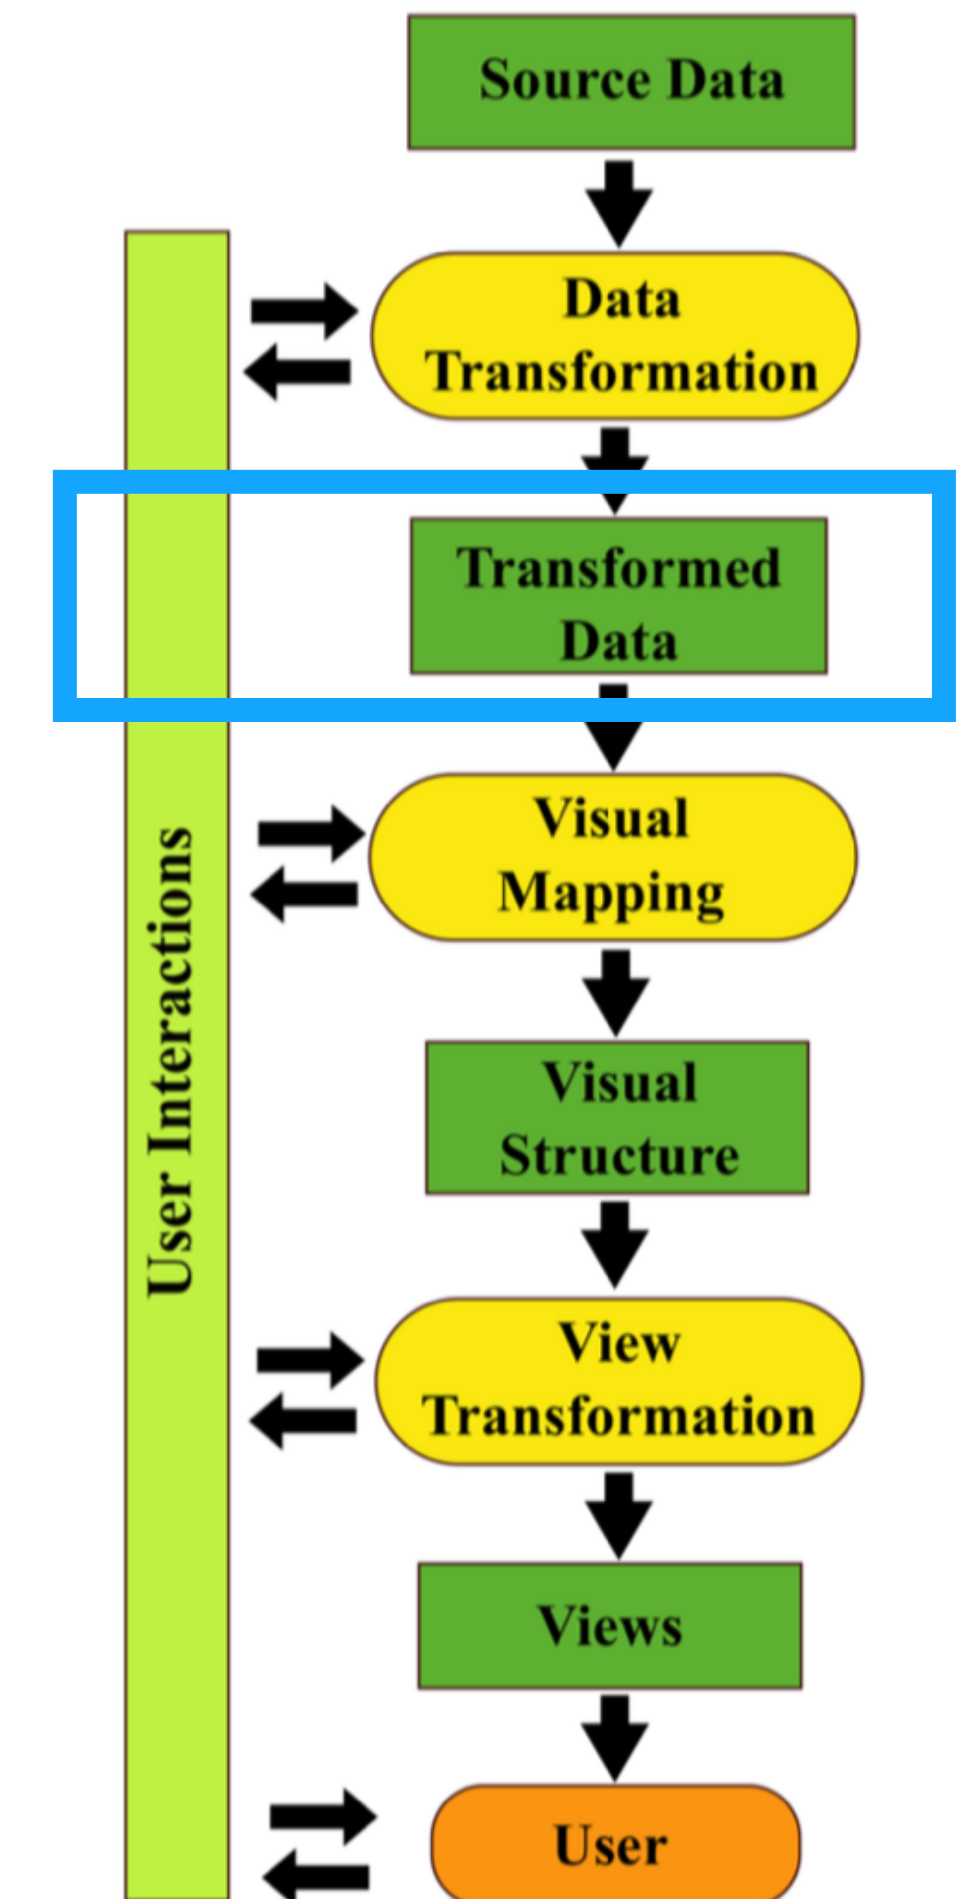 Source Data
Data
Transformation
Transformed
Data
Visual
Mapping
User Interactions
Visual
Structure
View
Transformation
Views
User